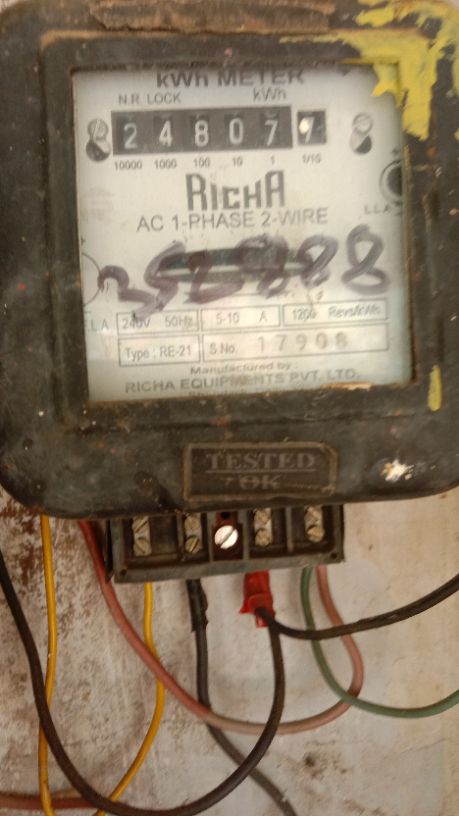 kWh METER
N.R. LOCK kWh
2 4 8 0 7 7
10000 1000 100 10 1 1/10
RICHA
AC 1-PHASE 2-WIRE
L.L.A
L.A 240V 50Hz 5-10 A 1200 Revs/kWh
Type : RE-21 S.No. 17908
Manufactured by :
RICHA EQUIPMENTS PVT. LTD.
TESTED
OK